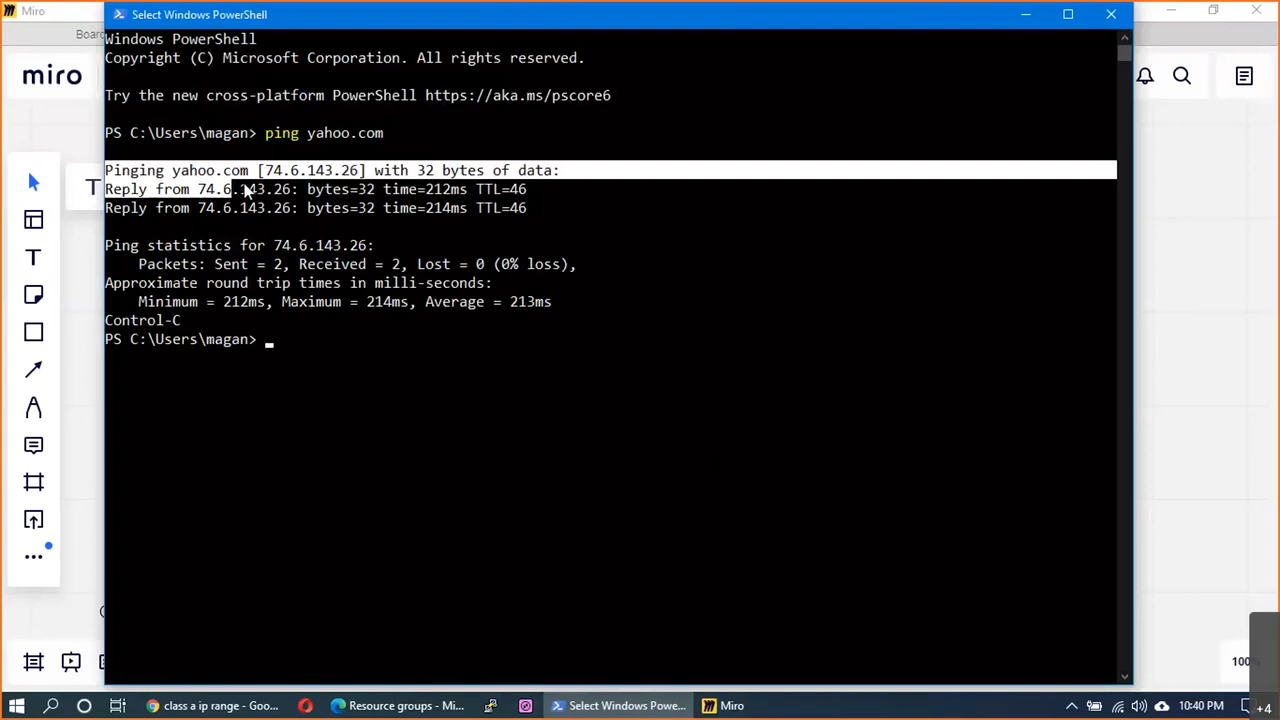 Miro
Select Windows PowerShell
Board
miro
Windows PowerShell
Copyright (C) Microsoft Corporation. All rights reserved.
Try the new cross-platform PowerShell https://aka.ms/pscore6
PS C:\Users\magan> ping yahoo.com
T
Pinging yahoo.com [74.6.143.26] with 32 bytes of data:
Reply from 74.6.143.26: bytes=32 time=212ms TTL=46
Reply from 74.6.143.26: bytes=32 time=214ms TTL=46
Ping statistics for 74.6.143.26:
    Packets: Sent = 2, Received = 2, Lost = 0 (0% loss),
Approximate round trip times in milli-seconds:
    Minimum = 212ms, Maximum = 214ms, Average = 213ms
Control-C
PS C:\Users\magan>
100
class a ip range - Goo...
Resource groups - Mi...
Select Windows Powe...
Miro
10:40 PM
+4